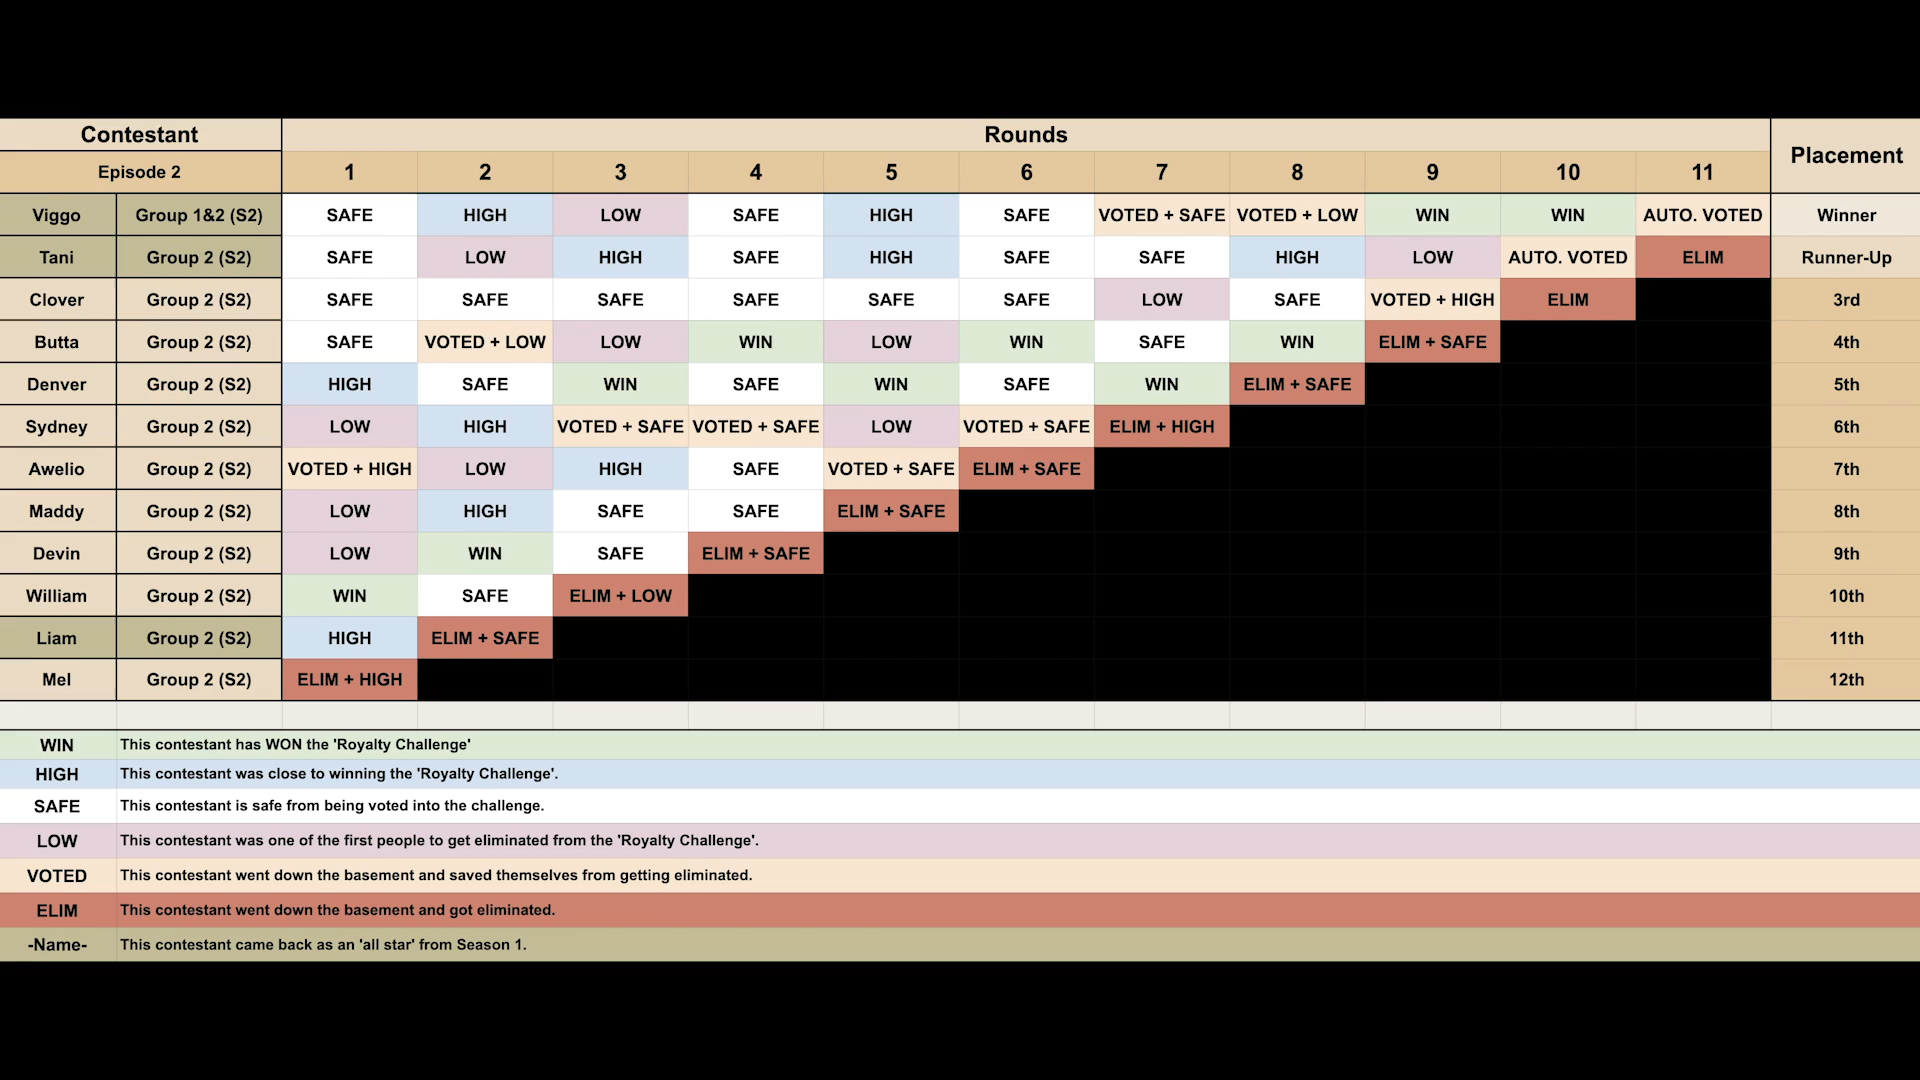 Contestant Rounds Placement
Episode 2 1 2 3 4 5 6 7 8 9 10 11
Viggo Group 1&2 (S2) SAFE HIGH LOW SAFE HIGH SAFE VOTED + SAFE VOTED + LOW WIN WIN AUTO. VOTED Winner
Tani Group 2 (S2) SAFE LOW HIGH SAFE HIGH SAFE SAFE HIGH LOW AUTO. VOTED ELIM Runner-Up
Clover Group 2 (S2) SAFE SAFE SAFE SAFE SAFE SAFE LOW SAFE VOTED + HIGH ELIM 3rd
Butta Group 2 (S2) SAFE VOTED + LOW LOW WIN LOW WIN SAFE WIN ELIM + SAFE 4th
Denver Group 2 (S2) HIGH SAFE WIN SAFE WIN SAFE WIN ELIM + SAFE 5th
Sydney Group 2 (S2) LOW HIGH VOTED + SAFE VOTED + SAFE LOW VOTED + SAFE ELIM + HIGH 6th
Awelio Group 2 (S2) VOTED + HIGH LOW HIGH SAFE VOTED + SAFE ELIM + SAFE 7th
Maddy Group 2 (S2) LOW HIGH SAFE SAFE ELIM + SAFE 8th
Devin Group 2 (S2) LOW WIN SAFE ELIM + SAFE 9th
William Group 2 (S2) WIN SAFE ELIM + LOW 10th
Liam Group 2 (S2) HIGH ELIM + SAFE 11th
Mel Group 2 (S2) ELIM + HIGH 12th
WIN This contestant has WON the 'Royalty Challenge'
HIGH This contestant was close to winning the 'Royalty Challenge'.
SAFE This contestant is safe from being voted into the challenge.
LOW This contestant was one of the first people to get eliminated from the 'Royalty Challenge'.
VOTED This contestant went down the basement and saved themselves from getting eliminated.
ELIM This contestant went down the basement and got eliminated.
-Name- This contestant came back as an 'all star' from Season 1.